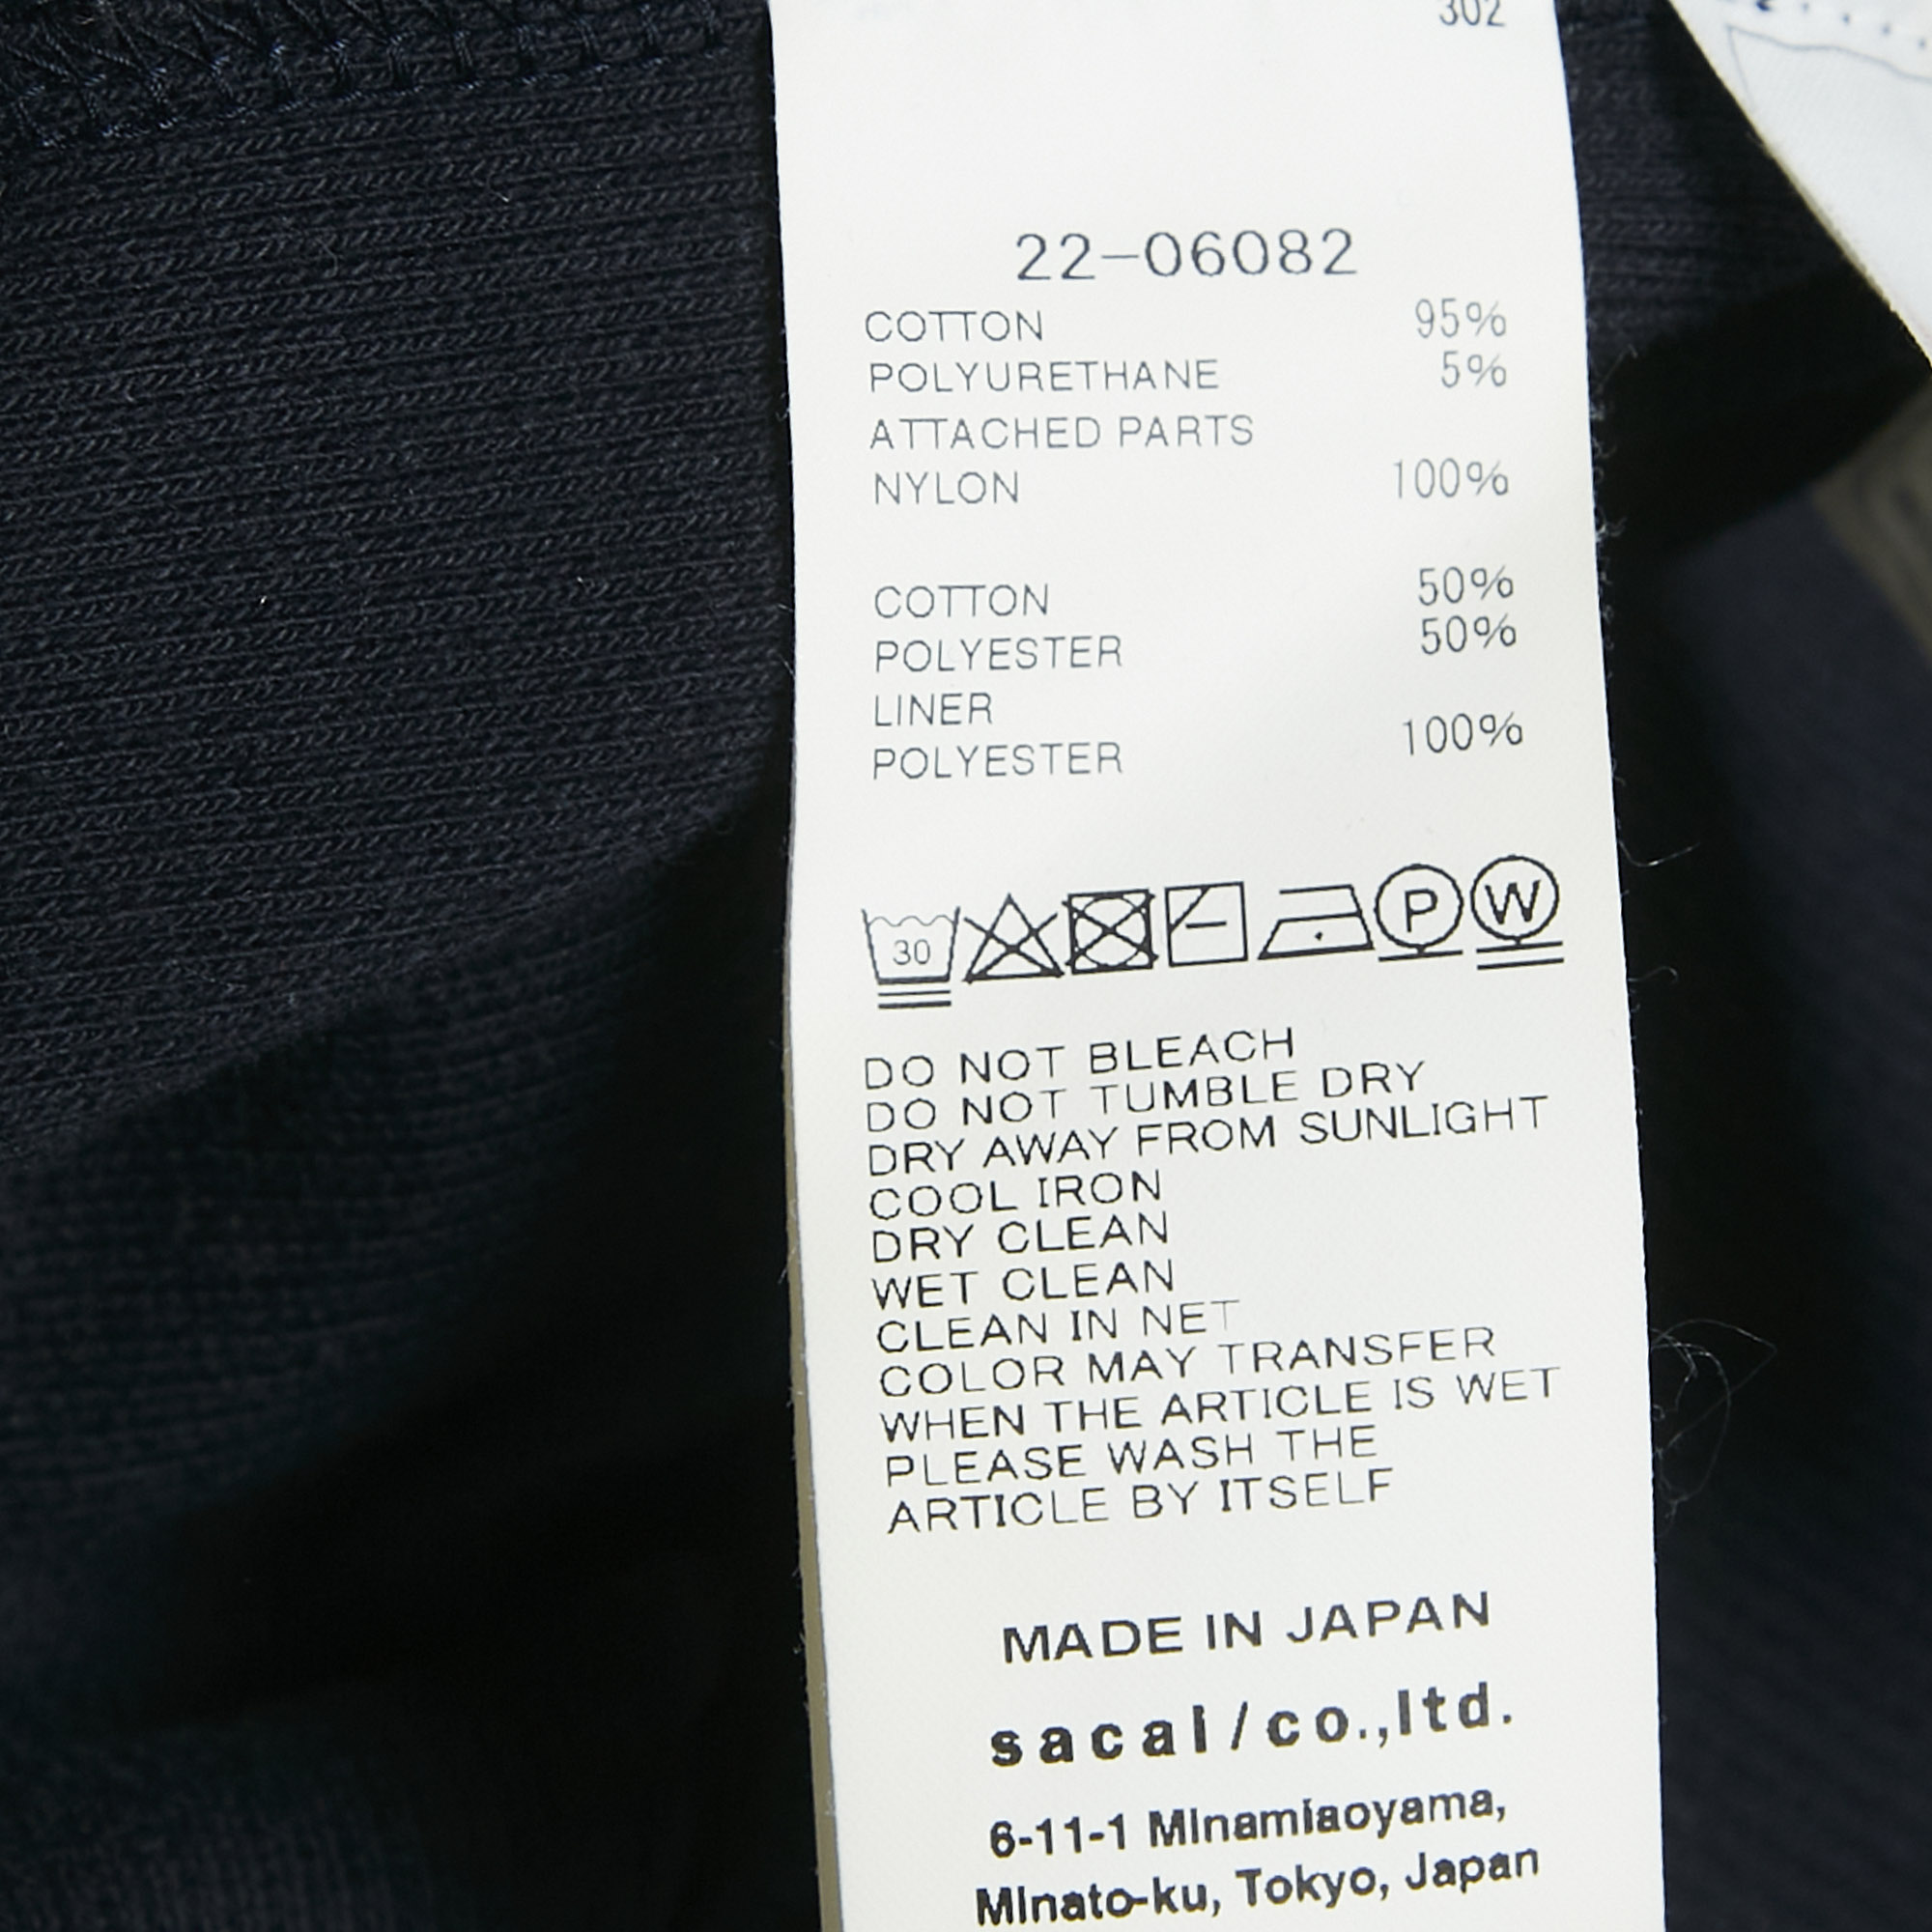 302
22-06082
COTTON 95%
POLYURETHANE 5%
ATTACHED PARTS
NYLON 100%
COTTON 50%
POLYESTER 50%
LINER
POLYESTER 100%
30 P W
DO NOT BLEACH
DO NOT TUMBLE DRY
DRY AWAY FROM SUNLIGHT
COOL IRON
DRY CLEAN
WET CLEAN
CLEAN IN NET
COLOR MAY TRANSFER
WHEN THE ARTICLE IS WET
PLEASE WASH THE
ARTICLE BY ITSELF
MADE IN JAPAN
sacai/co.,ltd.
6-11-1 Minamiaoyama,
Minato-ku, Tokyo, Japan